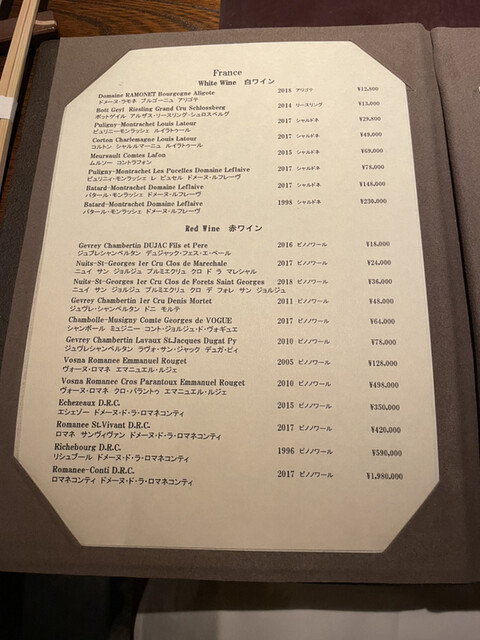 France
White Wine 白ワイン
Domaine RAMONET Bourgogne Aligote 2018 アリゴテ ¥12,800
ドメーヌ・ラモネ ブルゴーニュ アリゴテ
Bott Geyl Riesling Grand Cru Schlossberg 2014 リースリング ¥13,000
ボットゲイル アルザス・リースリング・シュロスベルグ
Puligny-Montrachet Louis Latour 2017 シャルドネ ¥29,800
ピュリニーモンラッシェ ルイラトゥール
Corton Charlemagne Louis Latour 2017 シャルドネ ¥49,000
コルトン シャルルマーニュ ルイラトゥール
Meursault Comtes Lafon 2015 シャルドネ ¥69,000
ムルソー コントラフォン
Puligny-Montrachet Les Pucelles Domaine Leflaive 2017 シャルドネ ¥78,000
ピュリニィ・モンラッシェ レ ピュセル ドメーヌ・ルフレーヴ
Batard-Montrachet Domaine Leflaive 2017 シャルドネ ¥148,000
バタール・モンラッシェ ドメーヌ・ルフレーヴ
Batard-Montrachet Domaine Leflaive 1998 シャルドネ ¥230,000
バタール・モンラッシェ ドメーヌ・ルフレーヴ
Red Wine 赤ワイン
Gevrey Chambertin DUJAC Fils et Pere 2016 ピノノワール ¥18,000
ジュブレシャンベルタン デュジャック・フェス・エ・ペール
Nuits-St-Georges 1er Cru Clos de Marechale 2017 ピノノワール ¥24,000
ニュイ サン ジョルジュ プルミエクリュ クロ ド ラ マレシャル
Nuits-St-Georges 1er Cru Clos de Forets Saint Georges 2018 ピノノワール ¥36,000
ニュイ サン ジョルジュ プルミエクリュ クロ デ フォレ サン ジョルジュ
Gevrey Chambertin 1er Cru Denis Mortet 2011 ピノノワール ¥48,000
ジュヴレ・シャンベルタン ドニ モルテ
Chambolle-Musigny Comte Georges de VOGUE 2017 ピノノワール ¥64,000
シャンボール ミュジニー コント・ジョルジュ・ド・ヴォギュエ
Gevrey Chambertin Lavaux St.Jacques Dugat Py 2010 ピノノワール ¥78,000
ジュヴレシャンベルタン ラヴォ・サン・ジャック デュガ・ピィ
Vosna Romanee Emmanuel Rouget 2005 ピノノワール ¥128,000
ヴォーヌ・ロマネ エマニュエル・ルジェ
Vosna Romanee Cros Parantoux Emmanuel Rouget 2010 ピノノワール ¥498,000
ヴォーヌ・ロマネ クロ・パラントゥ エマニュエル・ルジェ
Echezeaux D.R.C. 2015 ピノノワール ¥350,000
エシェゾー ドメーヌ・ド・ラ・ロマネコンティ
Romanee St.Vivant D.R.C. 2017 ピノノワール ¥420,000
ロマネ サンヴィヴァン ドメーヌ・ド・ラ・ロマネコンティ
Richebourg D.R.C. 1996 ピノノワール ¥590,000
リシュブール ドメーヌ・ド・ラ・ロマネコンティ
Romanee-Conti D.R.C. 2017 ピノノワール ¥1,980,000
ロマネコンティ ドメーヌ・ド・ラ・ロマネコンティ